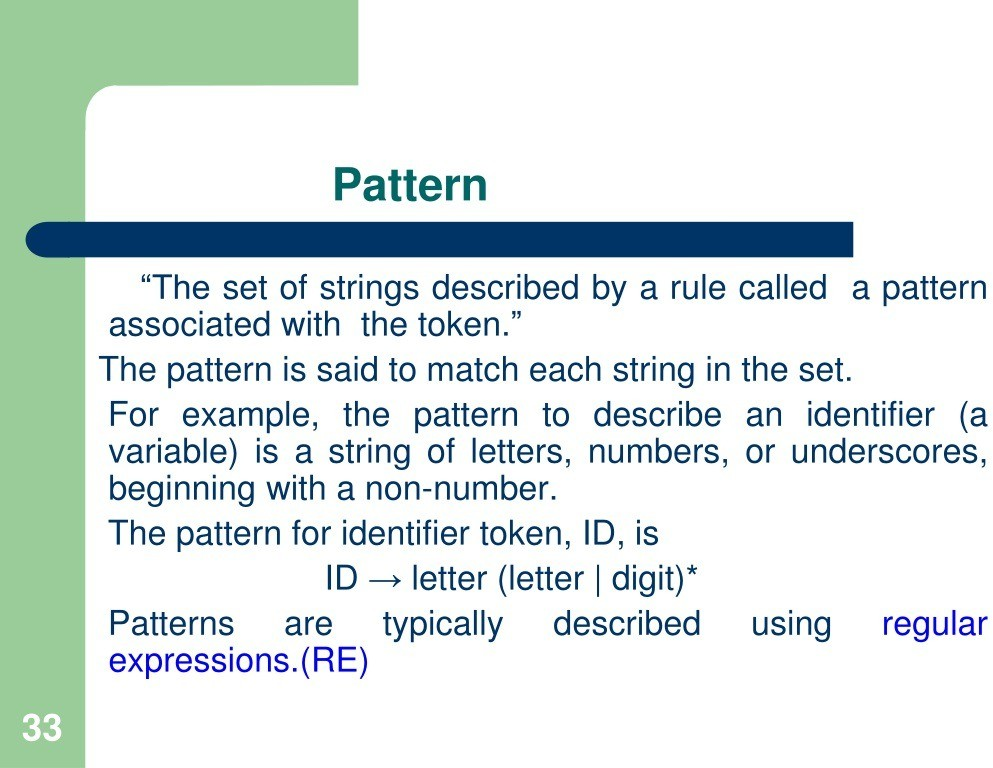 Pattern
“The set of strings described by a rule called a pattern
associated with the token.”
The pattern is said to match each string in the set.
For example, the pattern to describe an identifier (a
variable) is a string of letters, numbers, or underscores,
beginning with a non-number.
The pattern for identifier token, ID, is
ID → letter (letter | digit)*
Patterns are typically described using regular
expressions.(RE)
33